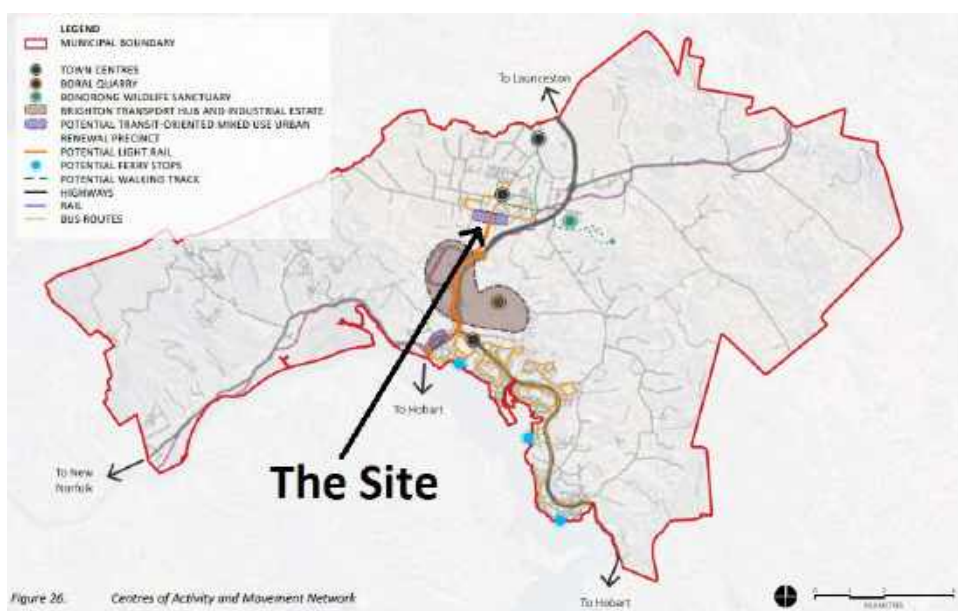 LEGEND
MUNICIPAL BOUNDARY
TOWN CENTRES
BORAL QUARRY
BONORONG WILDLIFE SANCTUARY
BRIGHTON TRANSPORT HUB AND INDUSTRIAL ESTATE
POTENTIAL TRANSIT-ORIENTED MIXED USE URBAN
RENEWAL PRECINCT
POTENTIAL LIGHT RAIL
POTENTIAL FERRY STOPS
POTENTIAL WALKING TRACK
HIGHWAYS
RAIL
BUS ROUTES
To Launceston
To Hobart
To New
Norfolk
The Site
To Hobart
Figure 26. Centres of Activity and Movement Network
0
KILOMETRES